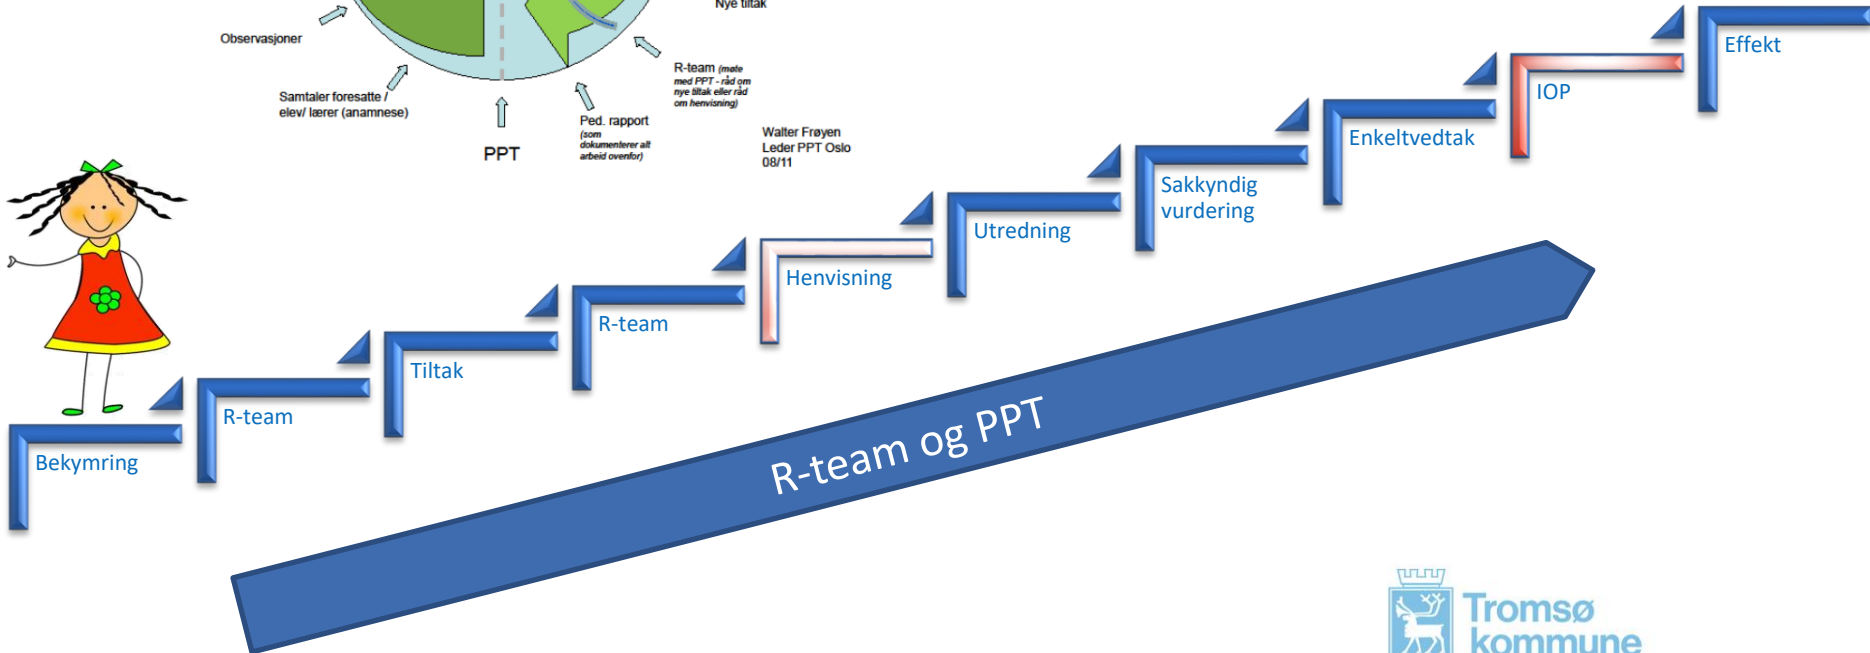 Nye tiltak
Observasjoner
R-team (møte
med PPT - råd om
nye tiltak eller råd
om henvisning)
Samtaler foresatte /
elev/ lærer (anamnese)
Ped. rapport
(som
dokumenterer alt
arbeid ovenfor)
PPT
Walter Frøyen
Leder PPT Oslo
08/11
Bekymring
R-team
Tiltak
R-team
Henvisning
Utredning
Sakkyndig
vurdering
Enkeltvedtak
IOP
Effekt
R-team og PPT
Tromsø
kommune